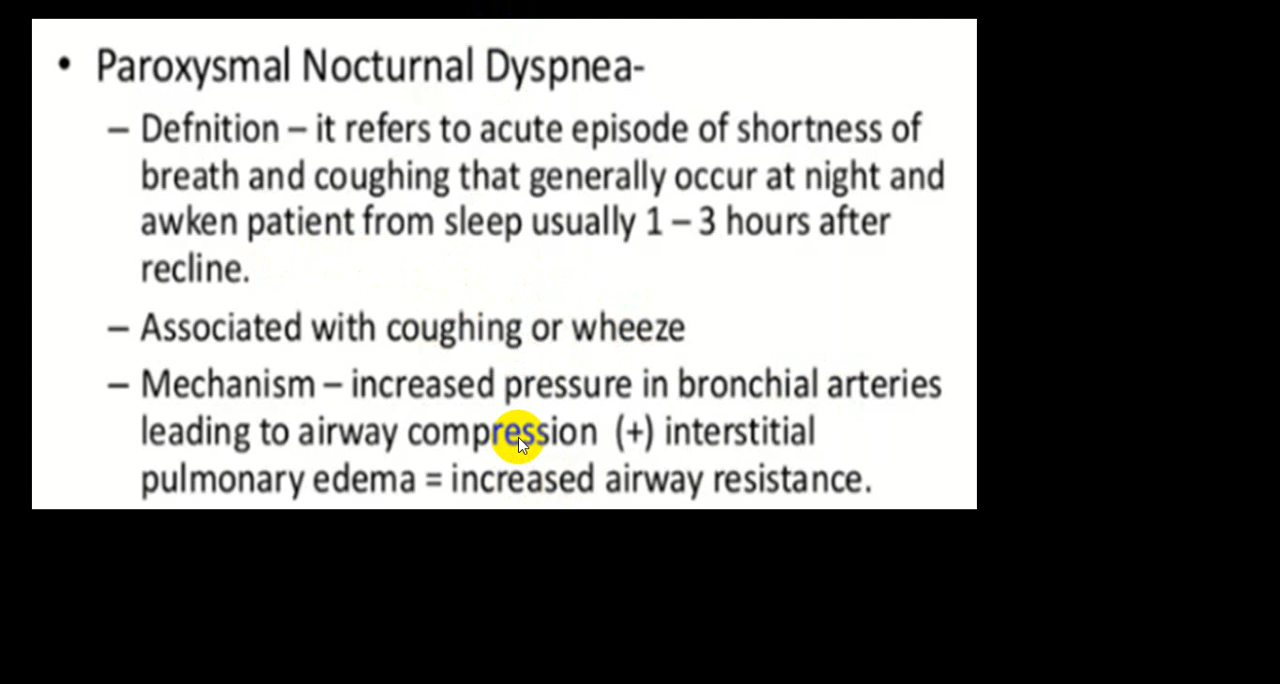 • Paroxysmal Nocturnal Dyspnea-
– Defnition – it refers to acute episode of shortness of
breath and coughing that generally occur at night and
awken patient from sleep usually 1 – 3 hours after
recline.
– Associated with coughing or wheeze
– Mechanism – increased pressure in bronchial arteries
leading to airway compression (+) interstitial
pulmonary edema = increased airway resistance.